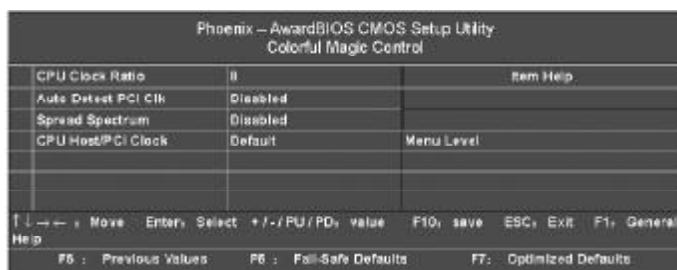 Phoenix – AwardBIOS CMOS Setup Utility
Colorful Magic Control
CPU Clock Ratio 8 Item Help
Auto Detect PCI Clk Disabled
Spread Spectrum Disabled
CPU Host/PCI Clock Default Menu Level
↑↓→← : Move Enter: Select +/-/PU/PD: value F10: save ESC: Exit F1: General
Help
F5 : Previous Values F6 : Fail-Safe Defaults F7: Optimized Defaults